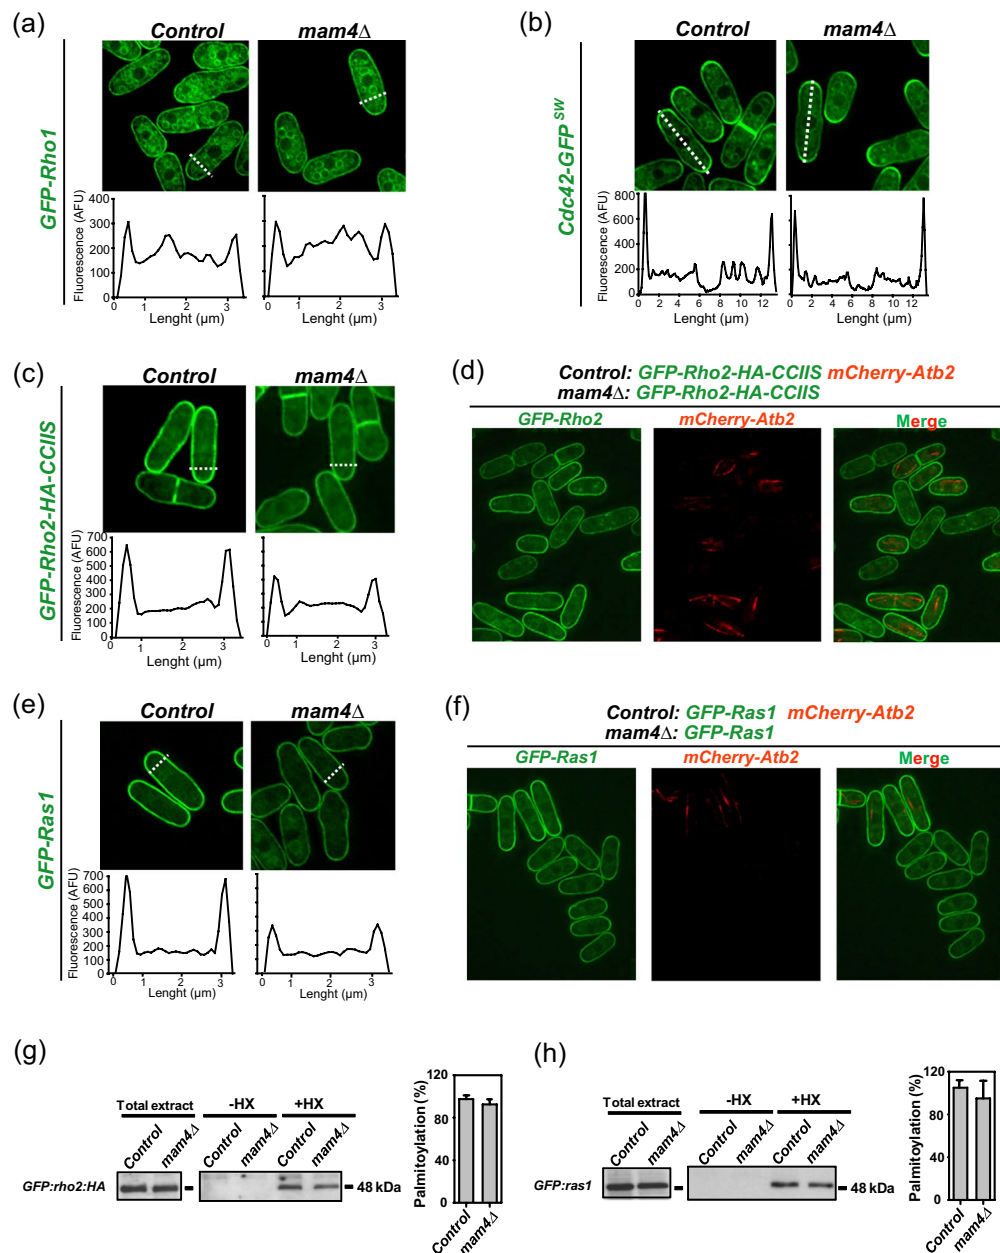 (a)
Control
mam4Δ
GFP-Rho1
Fluorescence (AFU)
400
300
200
100
0
0 1 2 3
0 1 2 3
Lenght (µm)
Lenght (µm)
(b)
Control
mam4Δ
Cdc42-GFP^SW
Fluorescence (AFU)
800
600
400
200
0
0 2 4 6 8 10 12
0 2 4 6 8 10 12
Lenght (µm)
Lenght (µm)
(c)
Control
mam4Δ
GFP-Rho2-HA-CCIIS
Fluorescence (AFU)
700
600
500
400
300
200
100
0
0 1 2 3
0 1 2 3
Lenght (µm)
Lenght (µm)
(d)
Control: GFP-Rho2-HA-CCIIS mCherry-Atb2
mam4Δ: GFP-Rho2-HA-CCIIS
GFP-Rho2
mCherry-Atb2
Merge
(e)
Control
mam4Δ
GFP-Ras1
Fluorescence (AFU)
700
600
500
400
300
200
100
0
0 1 2 3
0 1 2 3
Lenght (µm)
Lenght (µm)
(f)
Control: GFP-Ras1 mCherry-Atb2
mam4Δ: GFP-Ras1
GFP-Ras1
mCherry-Atb2
Merge
(g)
Total extract
-HX
+HX
Control
mam4Δ
Control
mam4Δ
Control
mam4Δ
GFP:rho2:HA
48 kDa
Palmitoylation (%)
120
80
40
0
Control
mam4Δ
(h)
Total extract
-HX
+HX
Control
mam4Δ
Control
mam4Δ
Control
mam4Δ
GFP:ras1
48 kDa
Palmitoylation (%)
120
80
40
0
Control
mam4Δ